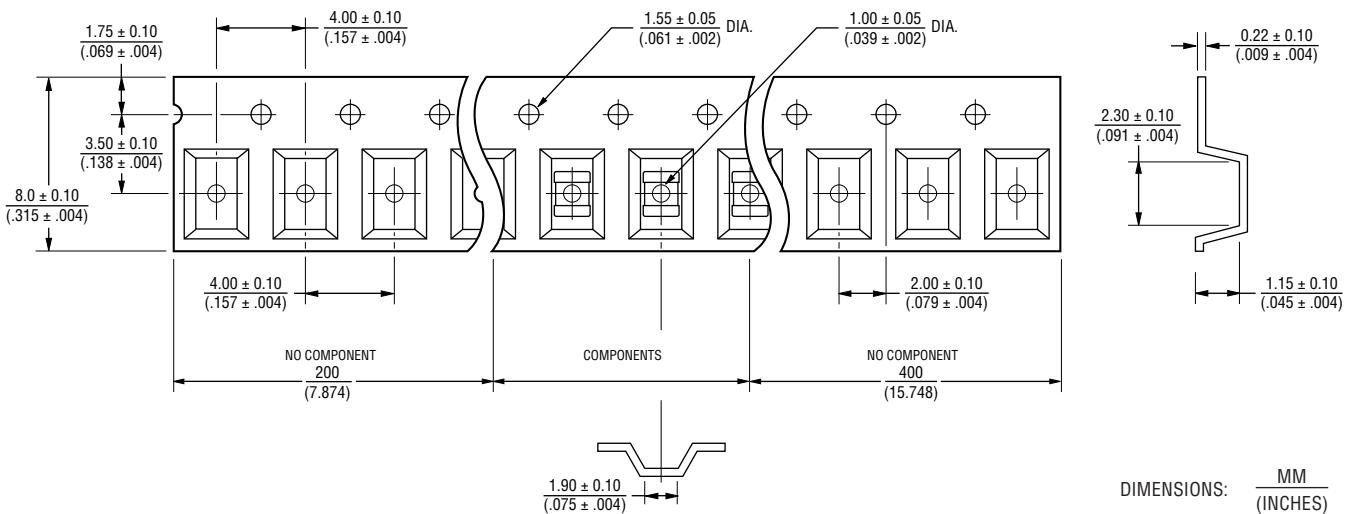 1.75 ± 0.10
(.069 ± .004)
4.00 ± 0.10
(.157 ± .004)
1.55 ± 0.05
(.061 ± .002)
DIA.
1.00 ± 0.05
(.039 ± .002)
DIA.
0.22 ± 0.10
(.009 ± .004)
3.50 ± 0.10
(.138 ± .004)
2.30 ± 0.10
(.091 ± .004)
8.0 ± 0.10
(.315 ± .004)
4.00 ± 0.10
(.157 ± .004)
2.00 ± 0.10
(.079 ± .004)
1.15 ± 0.10
(.045 ± .004)
NO COMPONENT
200
(7.874)
COMPONENTS
NO COMPONENT
400
(15.748)
1.90 ± 0.10
(.075 ± .004)
DIMENSIONS:
MM
(INCHES)